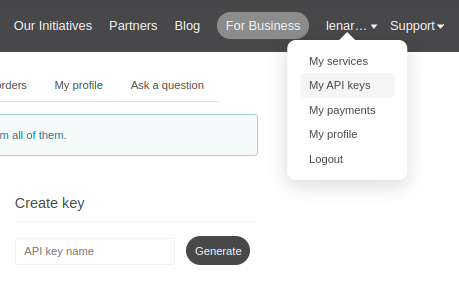 Our Initiatives Partners Blog For Business lenar… Support
My services
My API keys
My payments
My profile
Logout
orders My profile Ask a question
m all of them.
Create key
API key name Generate